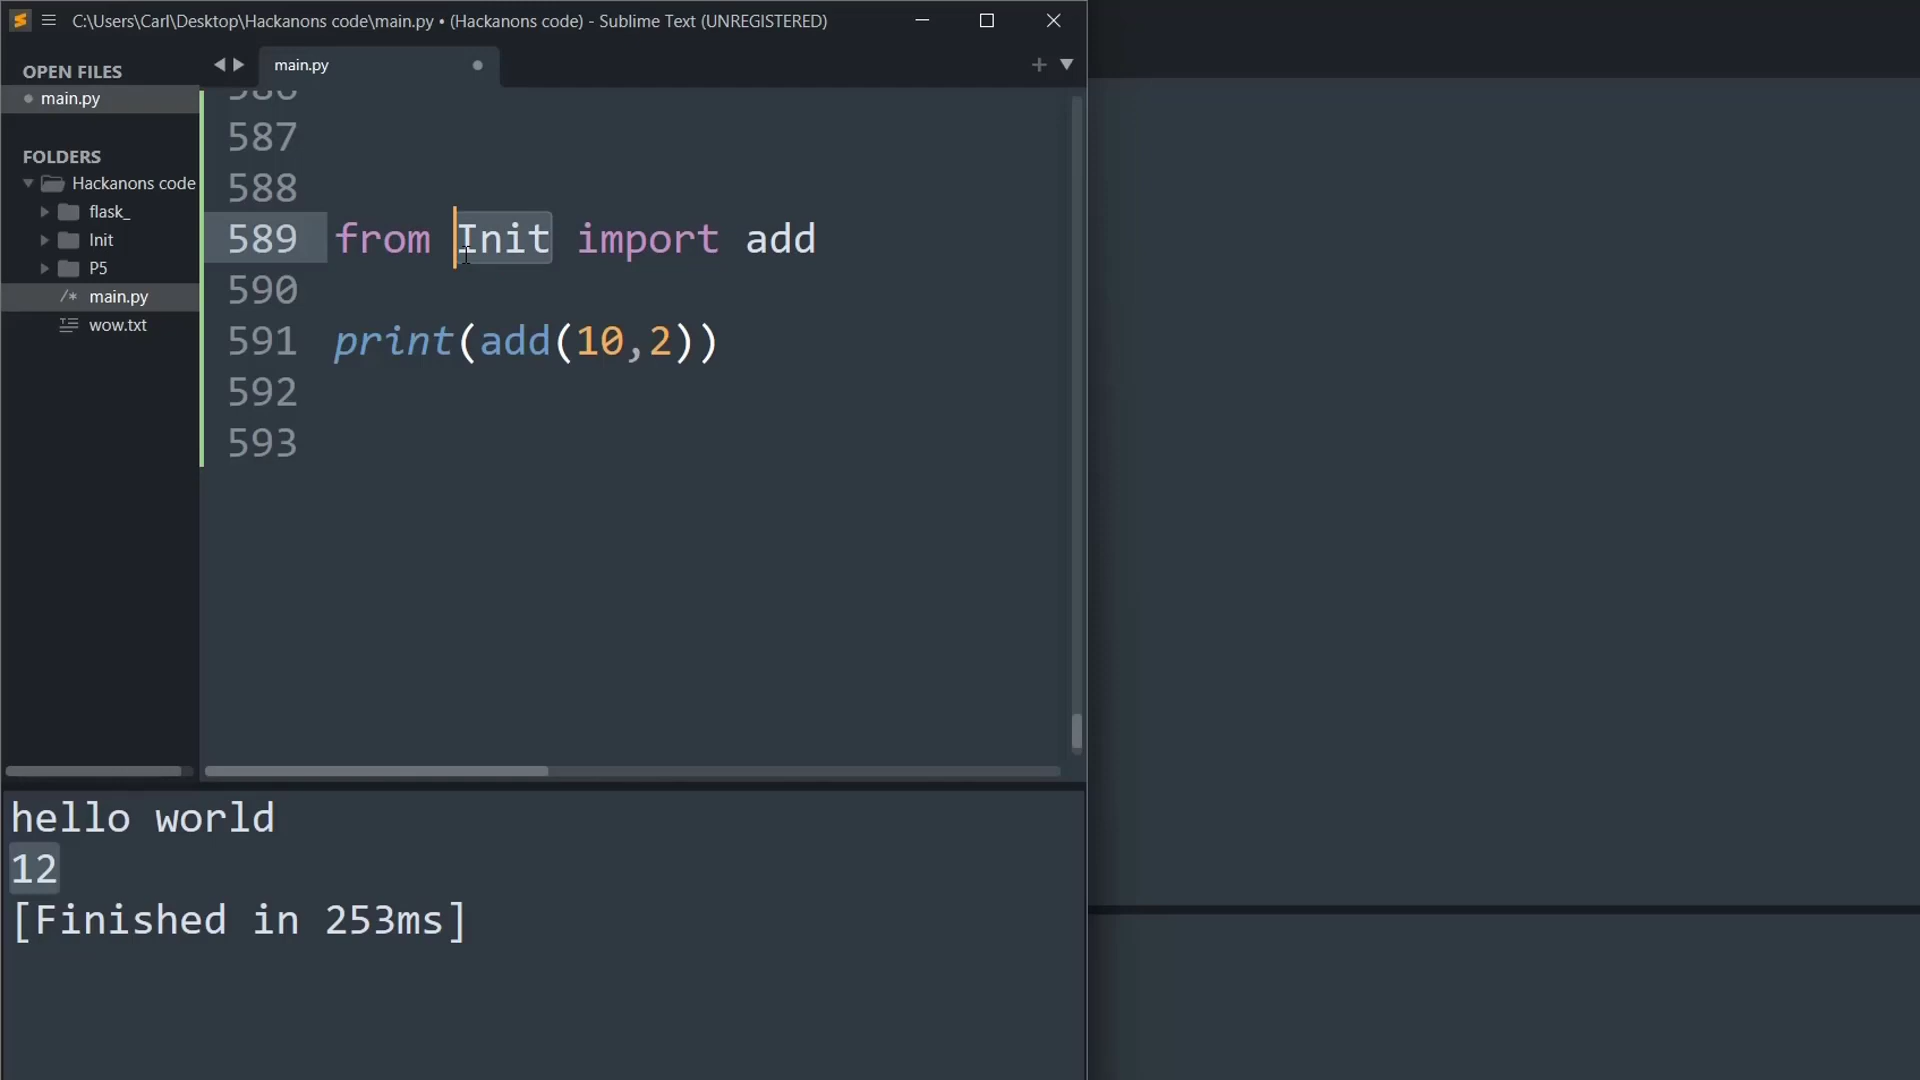 C:\Users\Carl\Desktop\Hackanons code\main.py • (Hackanons code) - Sublime Text (UNREGISTERED)
OPEN FILES
main.py
main.py
FOLDERS
Hackanons code
flask_
Init
P5
/* main.py
wow.txt
586
587
588
589 from Init import add
590
591 print(add(10,2))
592
593
hello world
12
[Finished in 253ms]